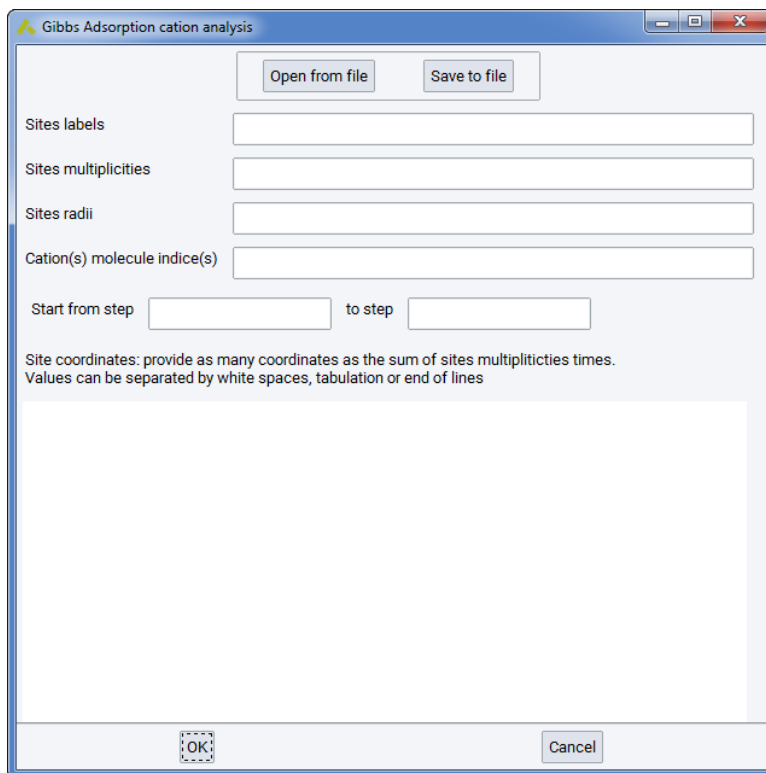 Gibbs Adsorption cation analysis
Open from file Save to file
Sites labels
Sites multiplicities
Sites radii
Cation(s) molecule indice(s)
Start from step to step
Site coordinates: provide as many coordinates as the sum of sites multipliticties times.
Values can be separated by white spaces, tabulation or end of lines
OK Cancel